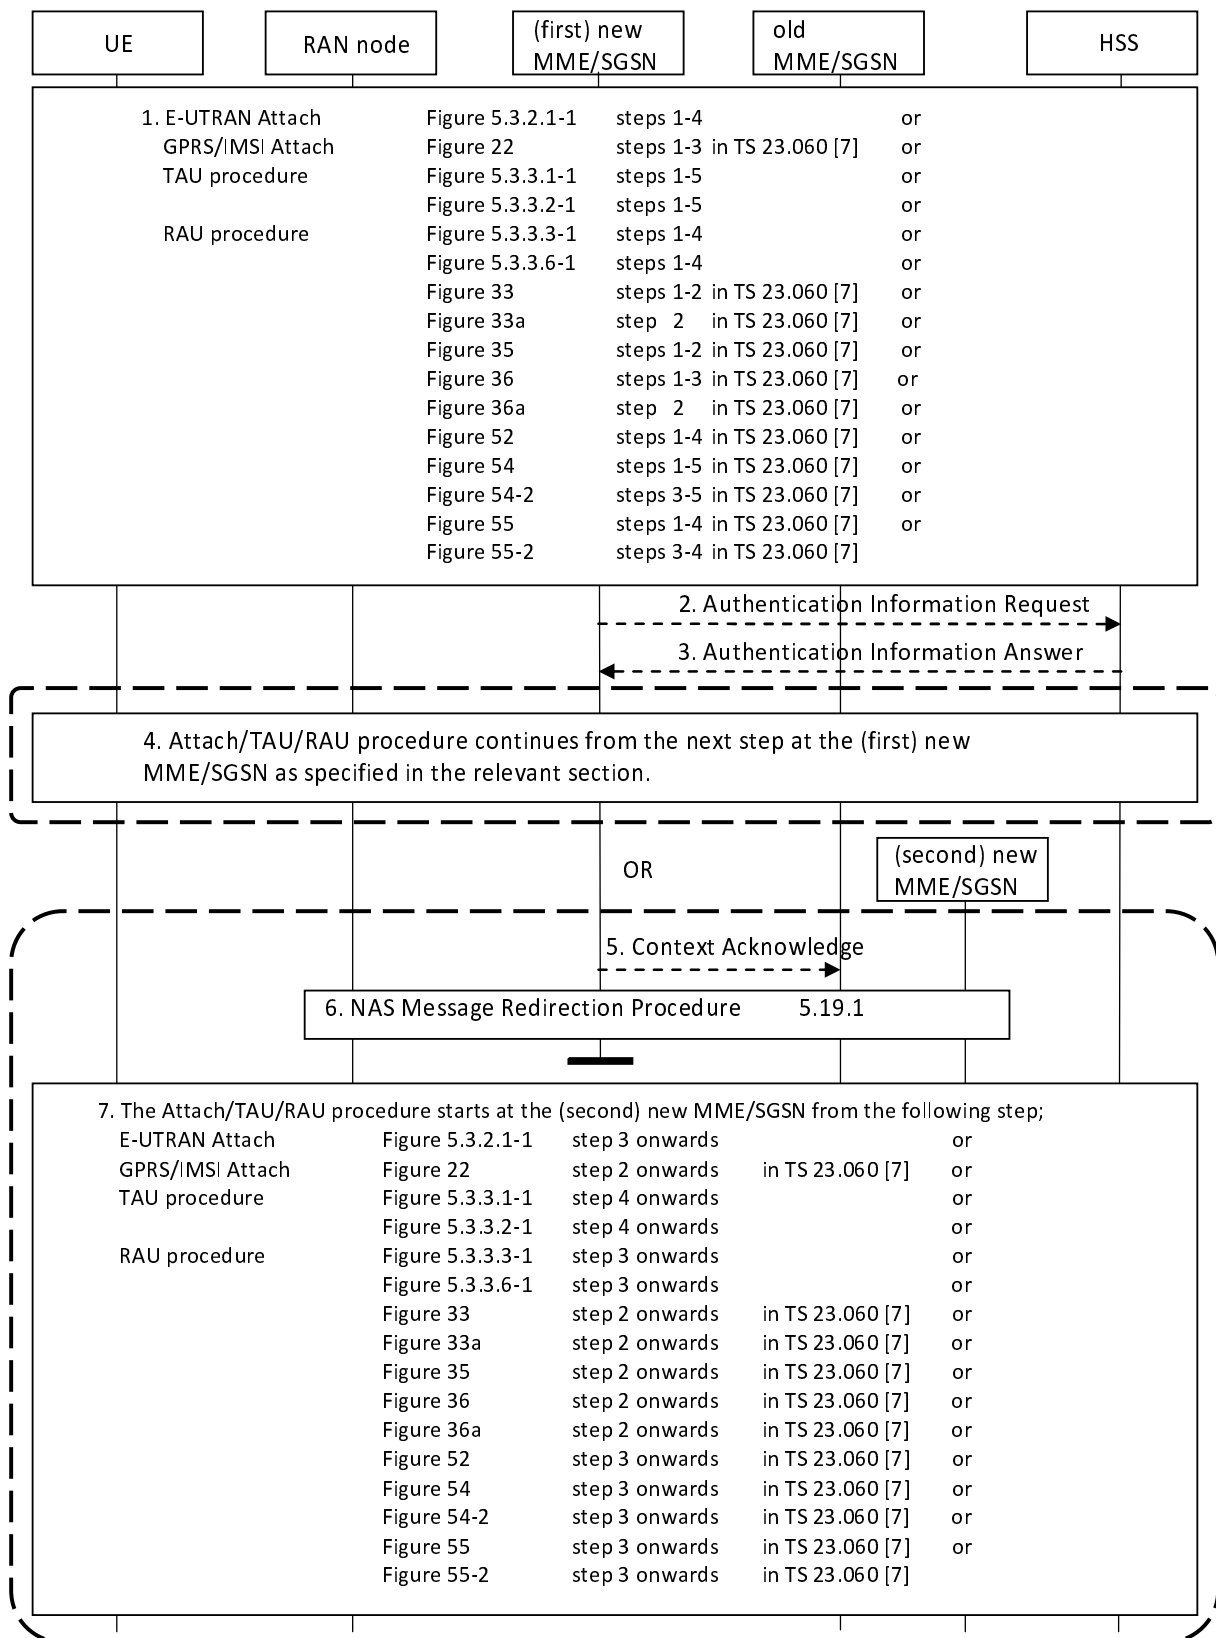 UE
RAN node
(first) new
MME/SGSN
old
MME/SGSN
HSS
1. E-UTRAN Attach Figure 5.3.2.1-1 steps 1-4 or
GPRS/IMSI Attach Figure 22 steps 1-3 in TS 23.060 [7] or
TAU procedure Figure 5.3.3.1-1 steps 1-5 or
Figure 5.3.3.2-1 steps 1-5 or
RAU procedure Figure 5.3.3.3-1 steps 1-4 or
Figure 5.3.3.6-1 steps 1-4 or
Figure 33 steps 1-2 in TS 23.060 [7] or
Figure 33a step 2 in TS 23.060 [7] or
Figure 35 steps 1-2 in TS 23.060 [7] or
Figure 36 steps 1-3 in TS 23.060 [7] or
Figure 36a step 2 in TS 23.060 [7] or
Figure 52 steps 1-4 in TS 23.060 [7] or
Figure 54 steps 1-5 in TS 23.060 [7] or
Figure 54-2 steps 3-5 in TS 23.060 [7] or
Figure 55 steps 1-4 in TS 23.060 [7] or
Figure 55-2 steps 3-4 in TS 23.060 [7]
2. Authentication Information Request
3. Authentication Information Answer
4. Attach/TAU/RAU procedure continues from the next step at the (first) new
MME/SGSN as specified in the relevant section.
OR
(second) new
MME/SGSN
5. Context Acknowledge
6. NAS Message Redirection Procedure 5.19.1
7. The Attach/TAU/RAU procedure starts at the (second) new MME/SGSN from the following step;
E-UTRAN Attach Figure 5.3.2.1-1 step 3 onwards or
GPRS/IMSI Attach Figure 22 step 2 onwards in TS 23.060 [7] or
TAU procedure Figure 5.3.3.1-1 step 4 onwards or
Figure 5.3.3.2-1 step 4 onwards or
RAU procedure Figure 5.3.3.3-1 step 3 onwards or
Figure 5.3.3.6-1 step 3 onwards or
Figure 33 step 2 onwards in TS 23.060 [7] or
Figure 33a step 2 onwards in TS 23.060 [7] or
Figure 35 step 2 onwards in TS 23.060 [7] or
Figure 36 step 2 onwards in TS 23.060 [7] or
Figure 36a step 2 onwards in TS 23.060 [7] or
Figure 52 step 3 onwards in TS 23.060 [7] or
Figure 54 step 3 onwards in TS 23.060 [7] or
Figure 54-2 step 3 onwards in TS 23.060 [7] or
Figure 55 step 3 onwards in TS 23.060 [7] or
Figure 55-2 step 3 onwards in TS 23.060 [7]